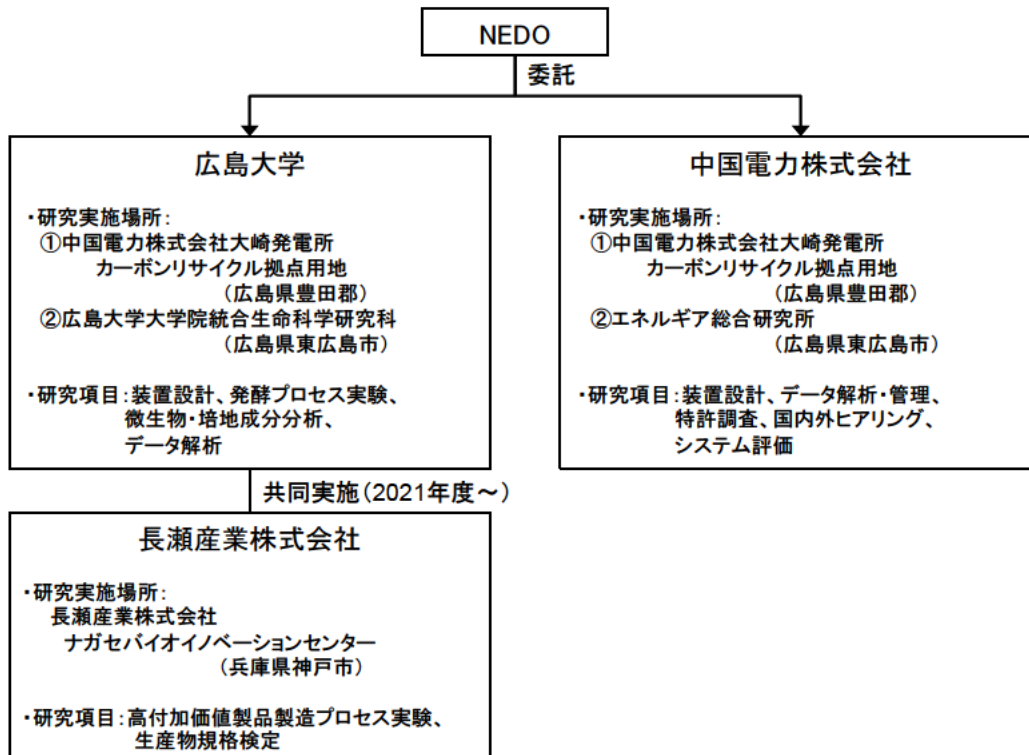 NEDO
委託
広島大学
・研究実施場所：
①中国電力株式会社大崎発電所
カーボンリサイクル拠点用地
（広島県豊田郡）
②広島大学大学院統合生命科学研究科
（広島県東広島市）
・研究項目：装置設計、発酵プロセス実験、
微生物・培地成分分析、
データ解析
中国電力株式会社
・研究実施場所：
①中国電力株式会社大崎発電所
カーボンリサイクル拠点用地
（広島県豊田郡）
②エネルギア総合研究所
（広島県東広島市）
・研究項目：装置設計、データ解析・管理、
特許調査、国内外ヒアリング、
システム評価
共同実施（2021年度～）
長瀬産業株式会社
・研究実施場所：
長瀬産業株式会社
ナガセバイオイノベーションセンター
（兵庫県神戸市）
・研究項目：高付加価値製品製造プロセス実験、
生産物規格検定